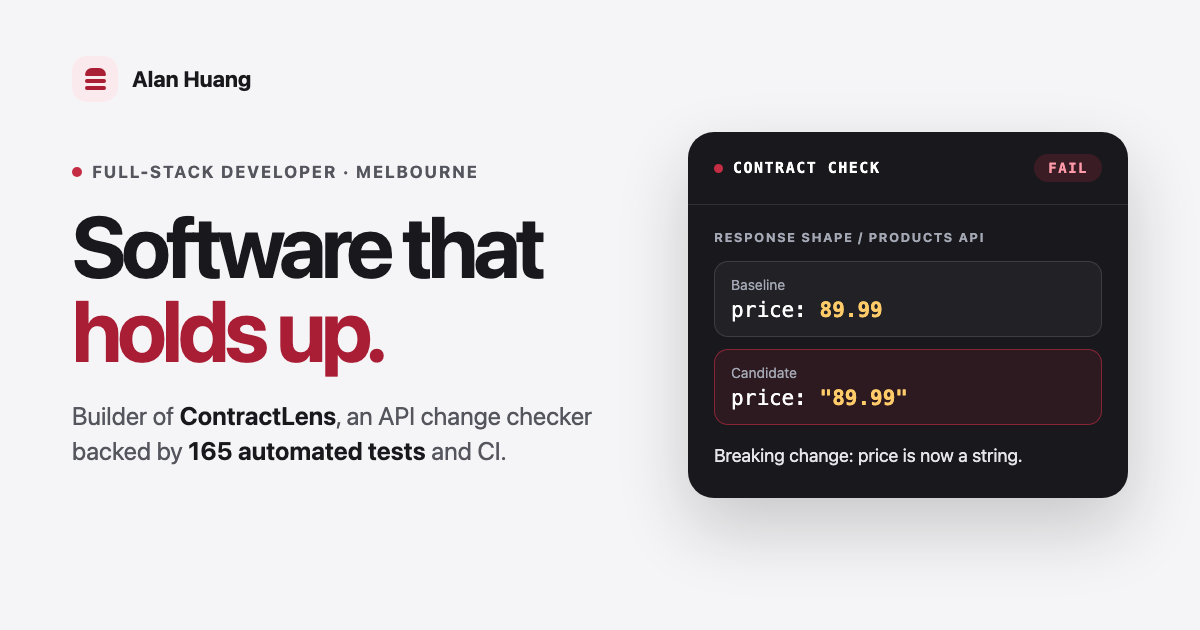 Alan Huang
FULL-STACK DEVELOPER · MELBOURNE
Software that
holds up.
Builder of ContractLens, an API change checker
backed by 165 automated tests and CI.
CONTRACT CHECK
FAIL
RESPONSE SHAPE / PRODUCTS API
Baseline
price: 89.99
Candidate
price: "89.99"
Breaking change: price is now a string.